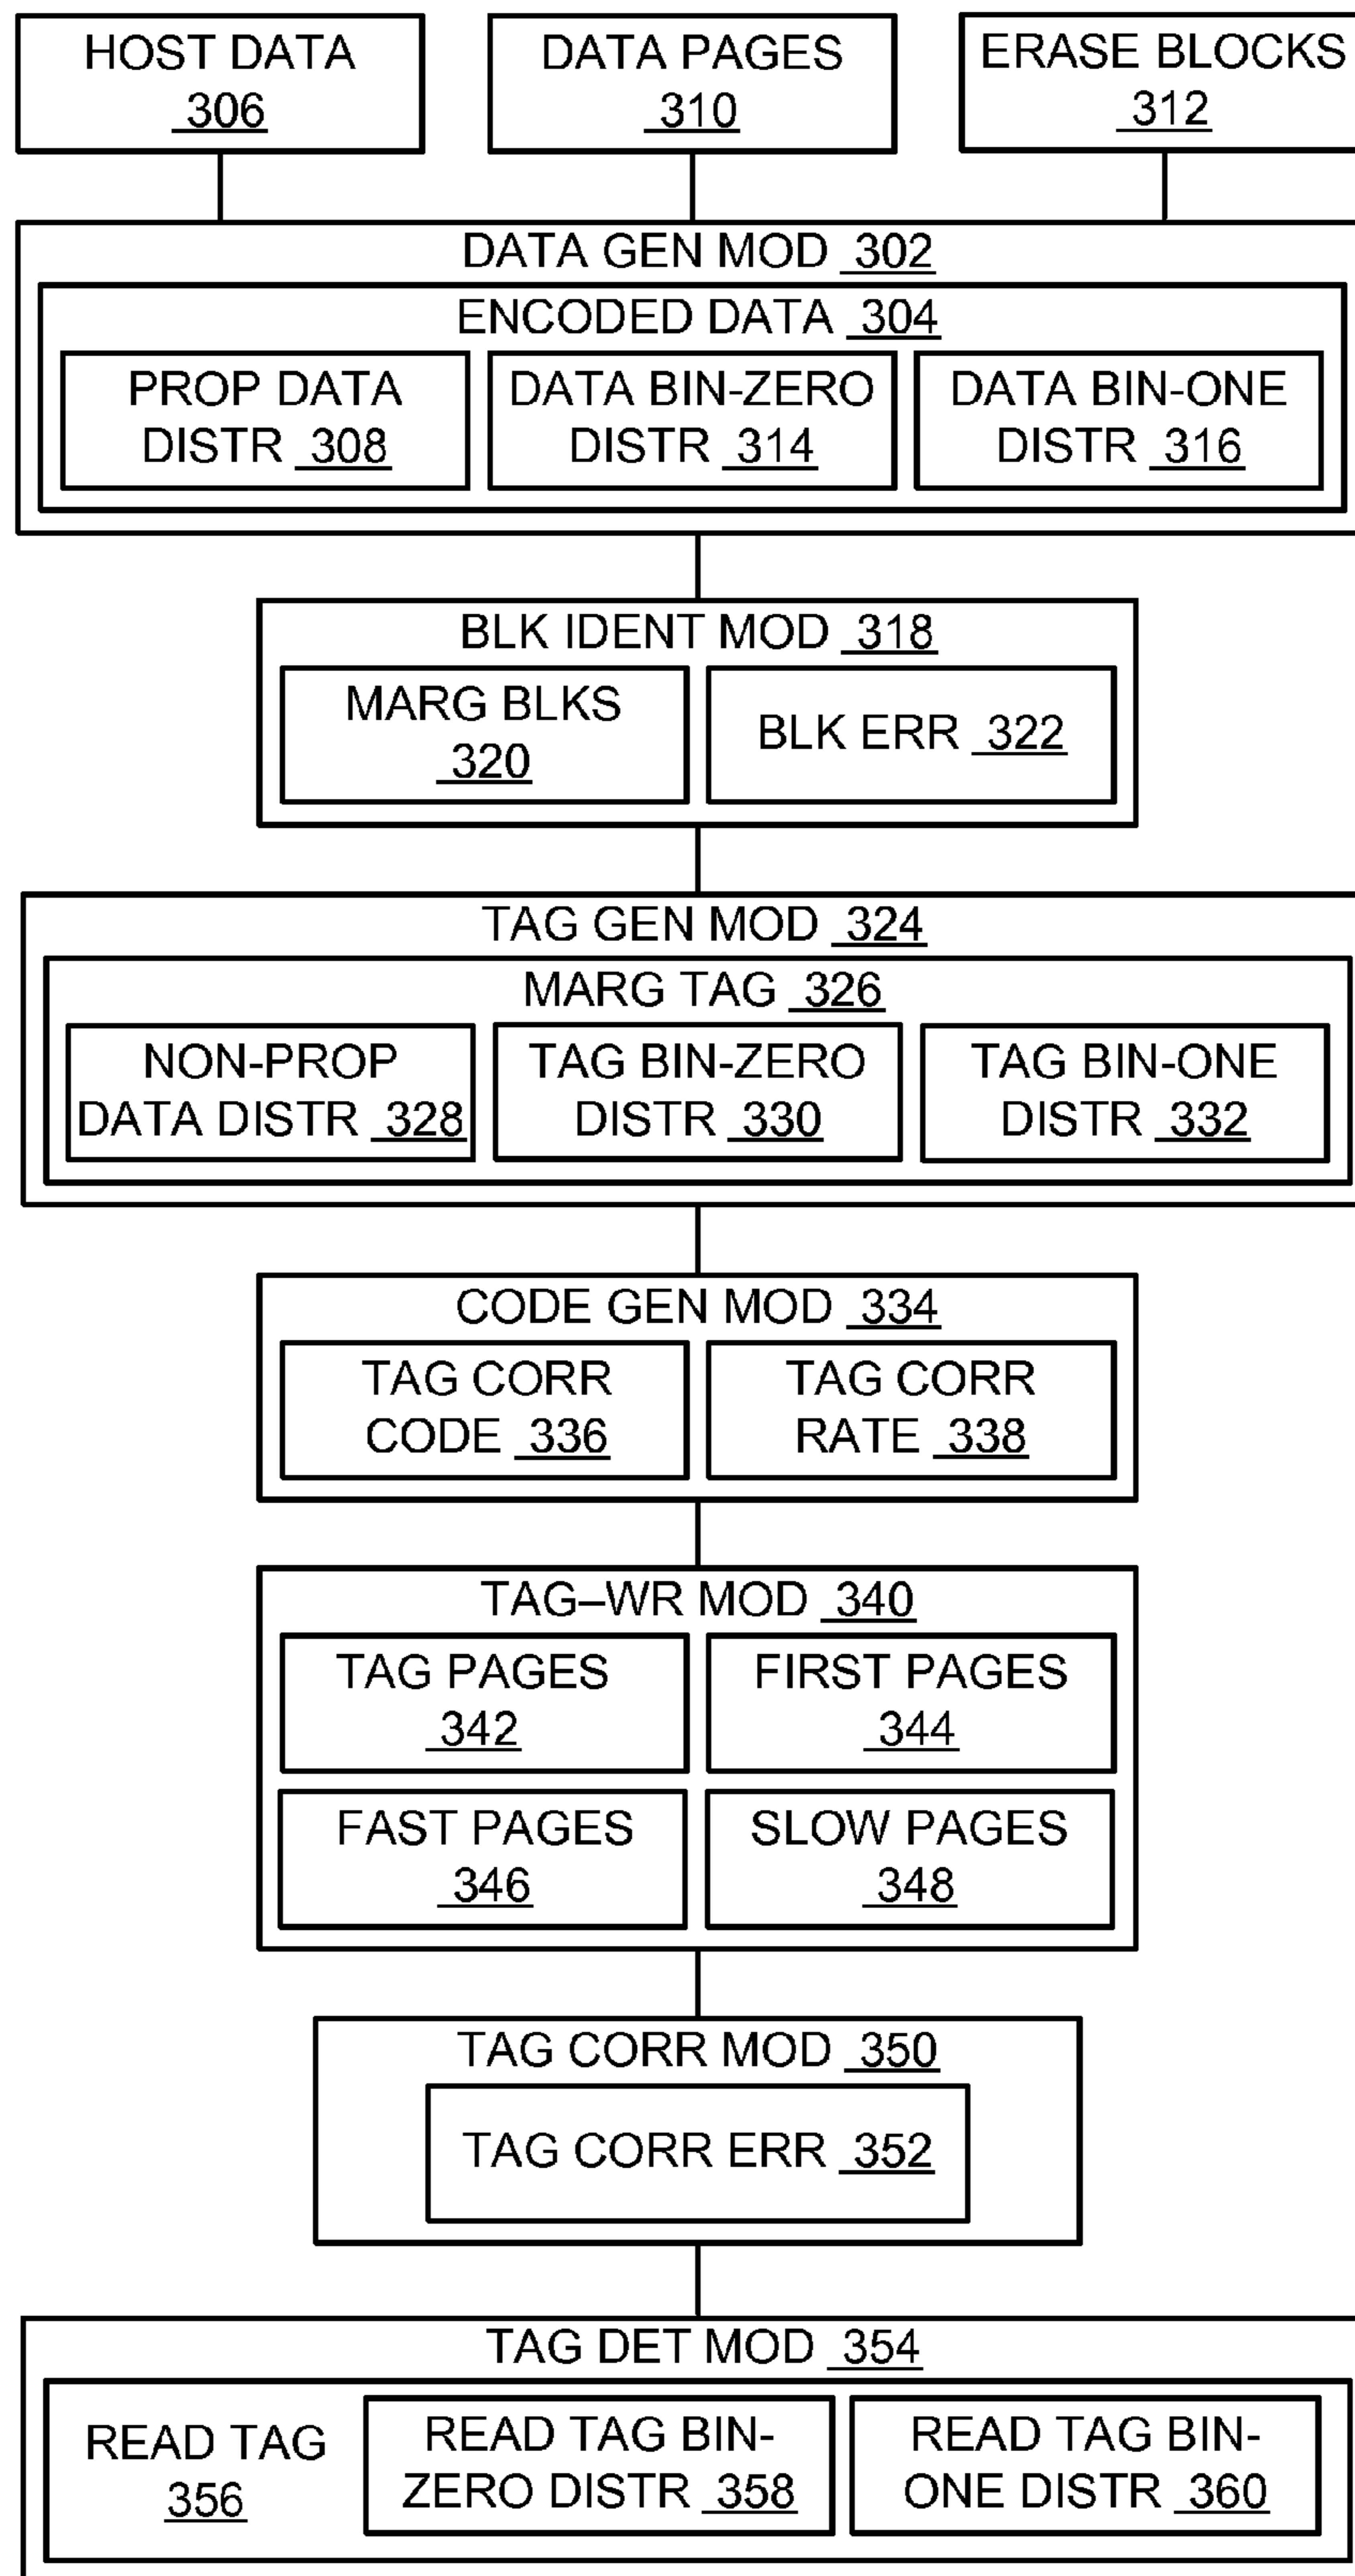 HOST DATA
306
DATA PAGES
310
ERASE BLOCKS
312
DATA GEN MOD 302
ENCODED DATA 304
PROP DATA
DISTR 308
DATA BIN-ZERO
DISTR 314
DATA BIN-ONE
DISTR 316
BLK IDENT MOD 318
MARG BLKS
320
BLK ERR 322
TAG GEN MOD 324
MARG TAG 326
NON-PROP
DATA DISTR 328
TAG BIN-ZERO
DISTR 330
TAG BIN-ONE
DISTR 332
CODE GEN MOD 334
TAG CORR
CODE 336
TAG CORR
RATE 338
TAG–WR MOD 340
TAG PAGES
342
FIRST PAGES
344
FAST PAGES
346
SLOW PAGES
348
TAG CORR MOD 350
TAG CORR ERR 352
TAG DET MOD 354
READ TAG
356
READ TAG BIN-
ZERO DISTR 358
READ TAG BIN-
ONE DISTR 360